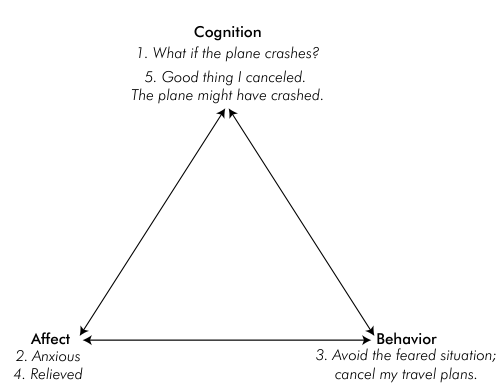 Cognition
1. What if the plane crashes?
5. Good thing I canceled.
The plane might have crashed.
Affect
2. Anxious
4. Relieved
Behavior
3. Avoid the feared situation;
cancel my travel plans.